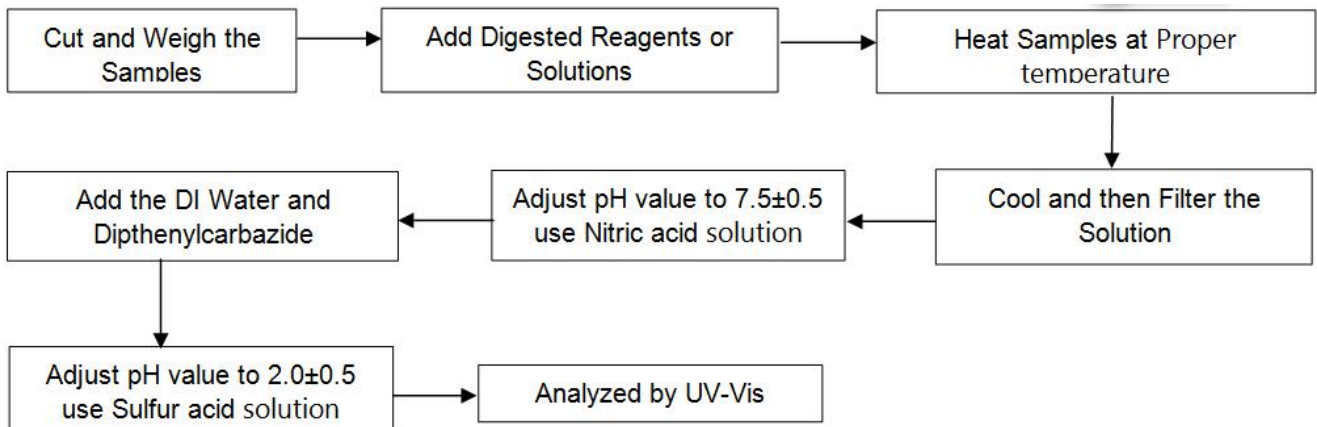 Cut and Weigh the
Samples
Add Digested Reagents or
Solutions
Heat Samples at Proper
temperature
Cool and then Filter the
Solution
Adjust pH value to 7.5±0.5
use Nitric acid solution
Add the DI Water and
Dipthenylcarbazide
Adjust pH value to 2.0±0.5
use Sulfur acid solution
Analyzed by UV-Vis